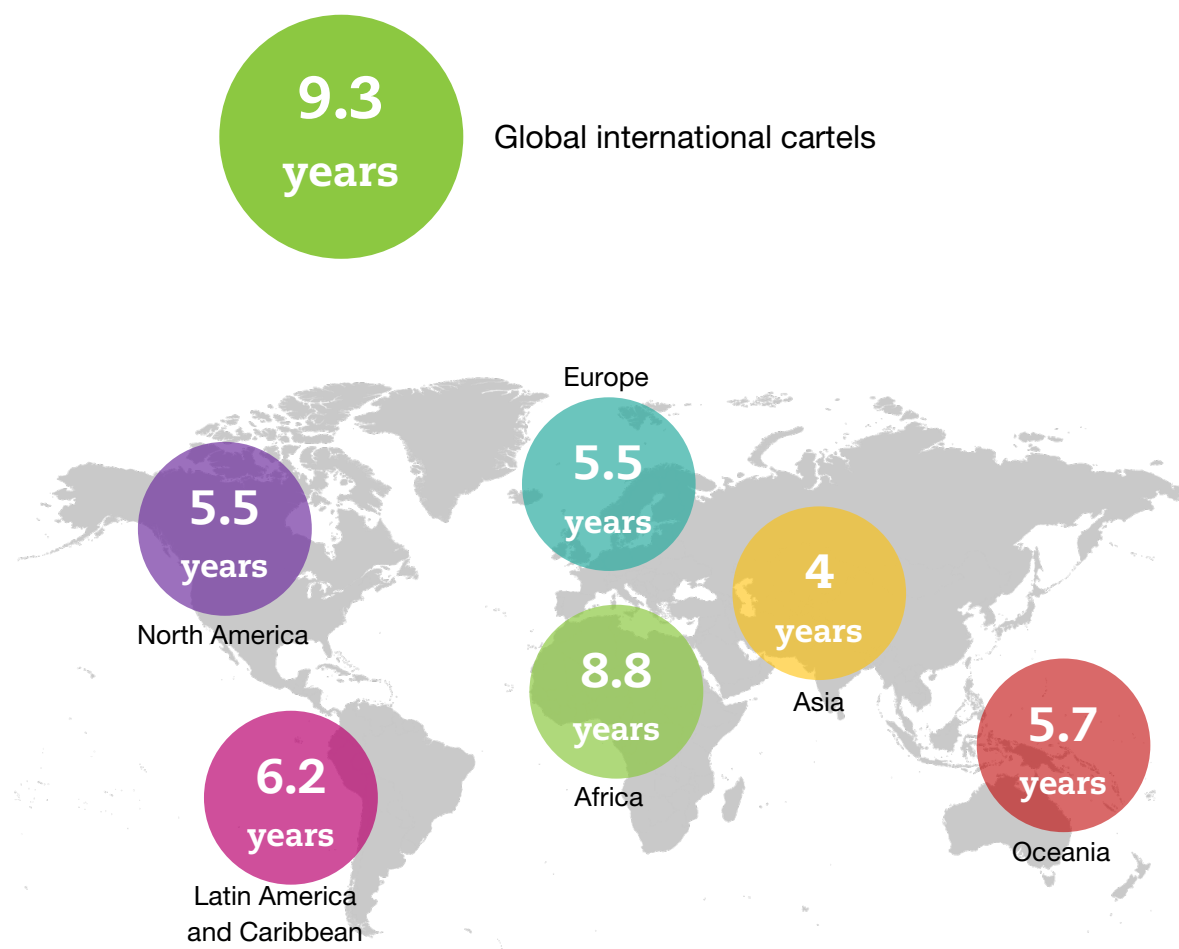 9.3
years
Global international cartels
Europe
5.5
years
5.5
years
North America
4
years
Asia
8.8
years
Africa
5.7
years
Oceania
6.2
years
Latin America
and Caribbean